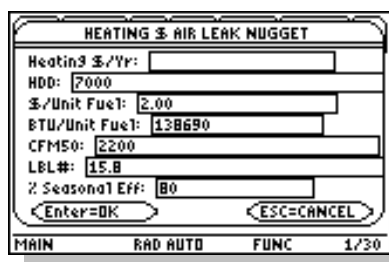 HEATING $ AIR LEAK NUGGET
Heating $/Yr:
HDD: 7000
$/Unit Fuel: 2.00
BTU/Unit Fuel: 138690
CFM50: 2200
LBL#: 15.8
% Seasonal Eff: 80
Enter=OK ESC=CANCEL
MAIN RAD AUTO FUNC 1/30